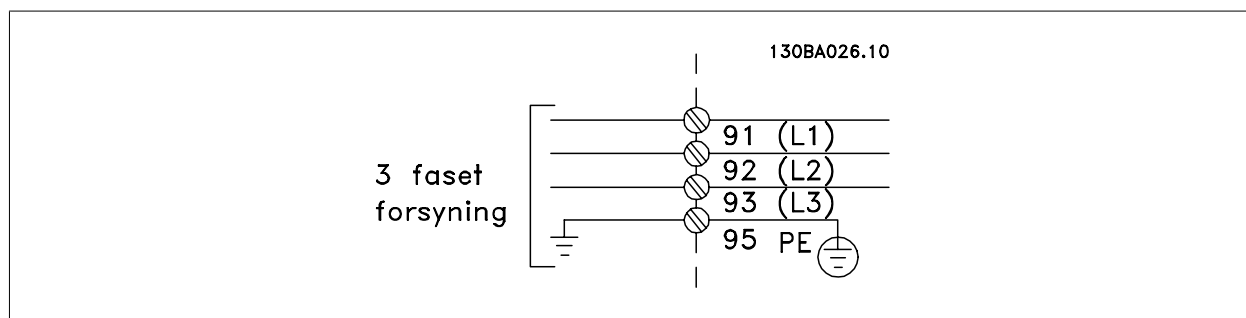 130BA026.10
91 (L1)
92 (L2)
93 (L3)
95 PE
3 faset
forsyning